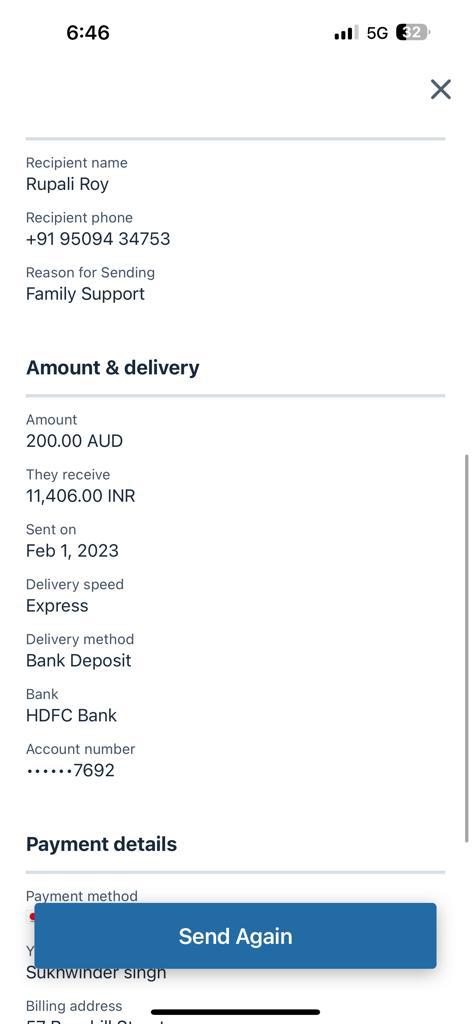 6:46
5G 32
Recipient name
Rupali Roy
Recipient phone
+91 95094 34753
Reason for Sending
Family Support
Amount & delivery
Amount
200.00 AUD
They receive
11,406.00 INR
Sent on
Feb 1, 2023
Delivery speed
Express
Delivery method
Bank Deposit
Bank
HDFC Bank
Account number
••••••7692
Payment details
Payment method
Send Again
Sukhwinder singh
Billing address